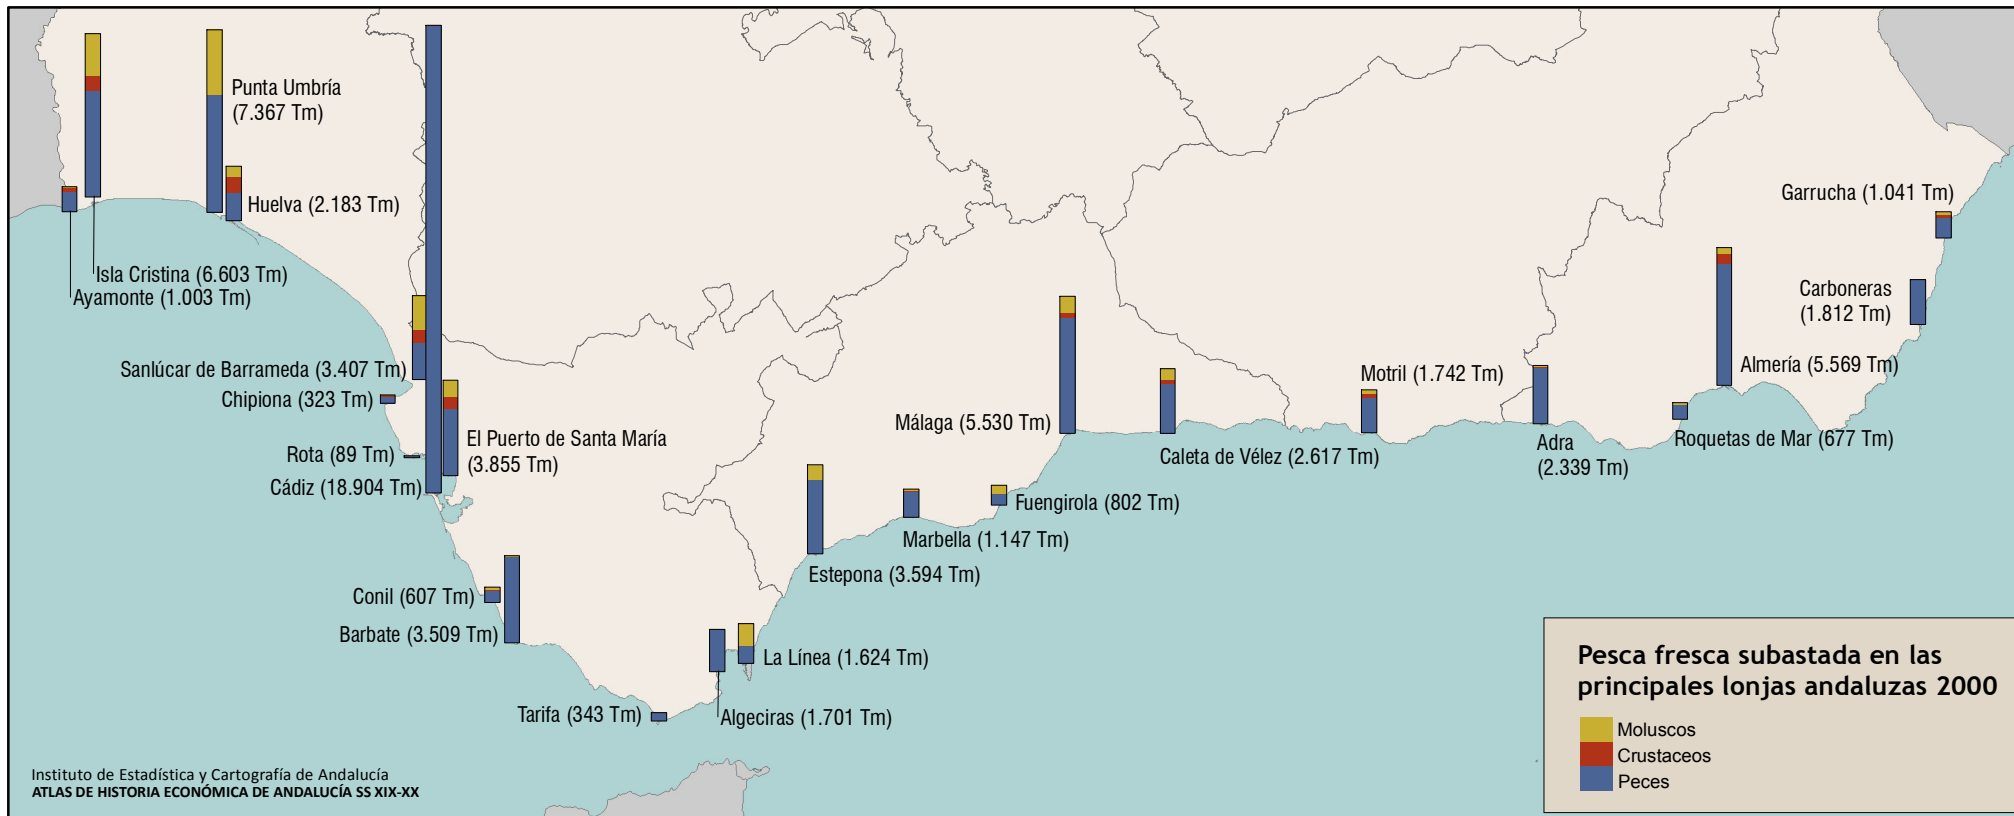 Punta Umbría
(7.367 Tm)
Huelva (2.183 Tm)
Isla Cristina (6.603 Tm)
Ayamonte (1.003 Tm)
Sanlúcar de Barrameda (3.407 Tm)
Chipiona (323 Tm)
Rota (89 Tm)
Cádiz (18.904 Tm)
El Puerto de Santa María
(3.855 Tm)
Conil (607 Tm)
Barbate (3.509 Tm)
Tarifa (343 Tm)
Algeciras (1.701 Tm)
La Línea (1.624 Tm)
Estepona (3.594 Tm)
Marbella (1.147 Tm)
Fuengirola (802 Tm)
Málaga (5.530 Tm)
Caleta de Vélez (2.617 Tm)
Motril (1.742 Tm)
Adra
(2.339 Tm)
Roquetas de Mar (677 Tm)
Almería (5.569 Tm)
Carboneras
(1.812 Tm)
Garrucha (1.041 Tm)
Pesca fresca subastada en las
principales lonjas andaluzas 2000
Moluscos
Crustaceos
Peces
Instituto de Estadística y Cartografía de Andalucía
ATLAS DE HISTORIA ECONÓMICA DE ANDALUCÍA SS XIX-XX